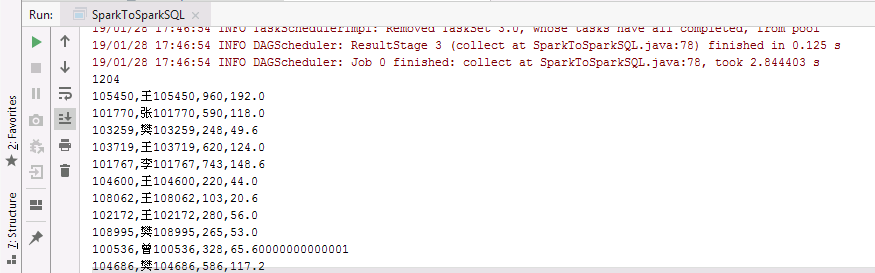 Run: SparkToSparkSQL ×
19/01/28 17:46:54 INFO TaskSchedulerImpl: Removed TaskSet 3.0, whose tasks have all completed, from pool
19/01/28 17:46:54 INFO DAGScheduler: ResultStage 3 (collect at SparkToSparkSQL.java:78) finished in 0.125 s
19/01/28 17:46:54 INFO DAGScheduler: Job 0 finished: collect at SparkToSparkSQL.java:78, took 2.844403 s
1204
105450,王105450,960,192.0
101770,张101770,590,118.0
103259,樊103259,248,49.6
103719,王103719,620,124.0
101767,李101767,743,148.6
104600,王104600,220,44.0
108062,王108062,103,20.6
102172,王102172,280,56.0
108995,樊108995,265,53.0
100536,曾100536,328,65.60000000000001
104686,樊104686,586,117.2
2: Favorites
7: Structure